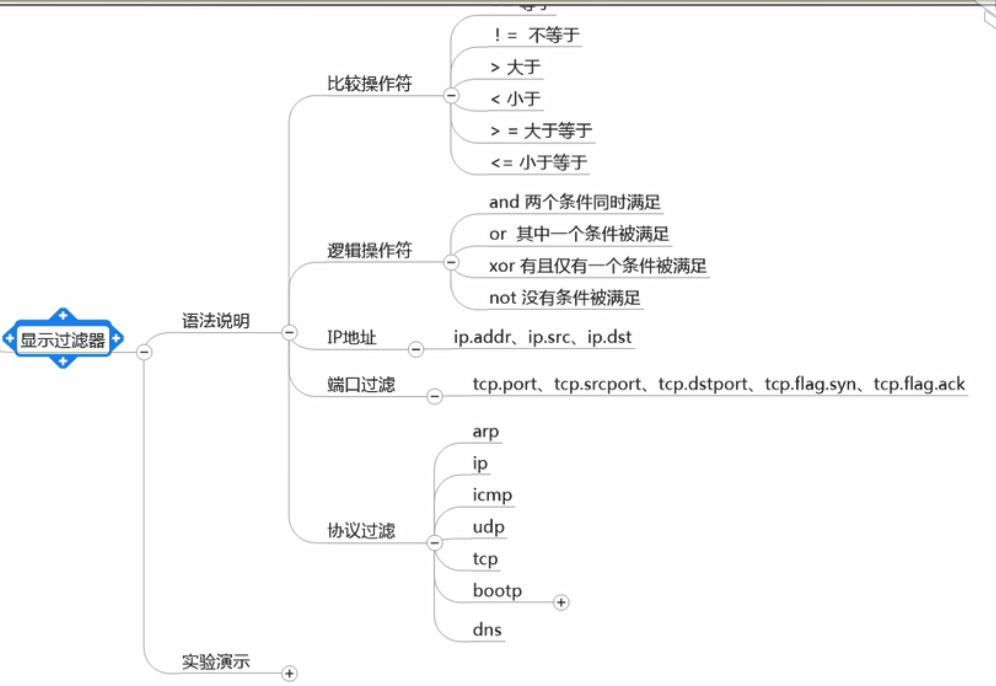 等于
! = 不等于
> 大于
比较操作符
< 小于
> = 大于等于
<= 小于等于
and 两个条件同时满足
or 其中一个条件被满足
逻辑操作符
xor 有且仅有一个条件被满足
not 没有条件被满足
语法说明
显示过滤器
IP地址
ip.addr、ip.src、ip.dst
端口过滤
tcp.port、tcp.srcport、tcp.dstport、tcp.flag.syn、tcp.flag.ack
arp
ip
icmp
协议过滤
udp
tcp
bootp
dns
实验演示